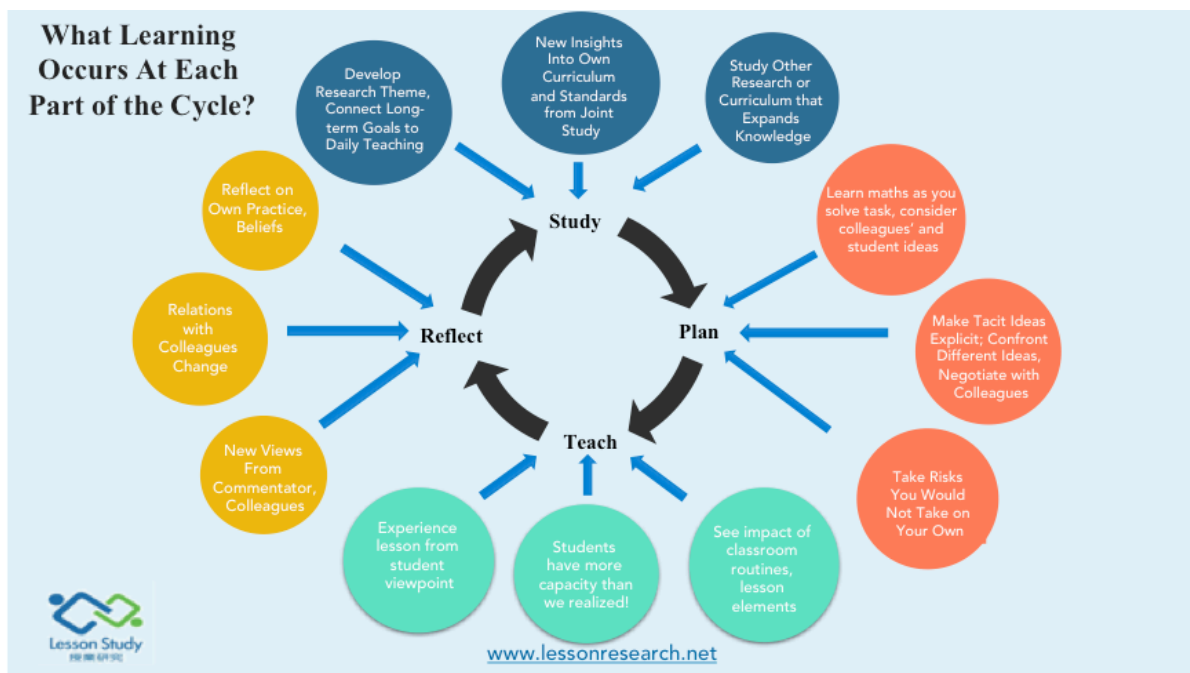 What Learning
Occurs At Each
Part of the Cycle?
Develop
Research Theme,
Connect Long-
term Goals to
Daily Teaching
New Insights
Into Own
Curriculum
and Standards
from Joint
Study
Study Other
Research or
Curriculum that
Expands
Knowledge
Reflect on
Own Practice,
Beliefs
Learn maths as you
solve task, consider
colleagues' and
student ideas
Study
Relations
with
Colleagues
Change
Reflect
Plan
Make Tacit Ideas
Explicit; Confront
Different Ideas,
Negotiate with
Colleagues
New Views
From
Commentator,
Colleagues
Teach
Take Risks
You Would
Not Take on
Your Own
Experience
lesson from
student
viewpoint
Students
have more
capacity than
we realized!
See impact of
classroom
routines,
lesson
elements
Lesson Study
授業研究
www.lessonresearch.net